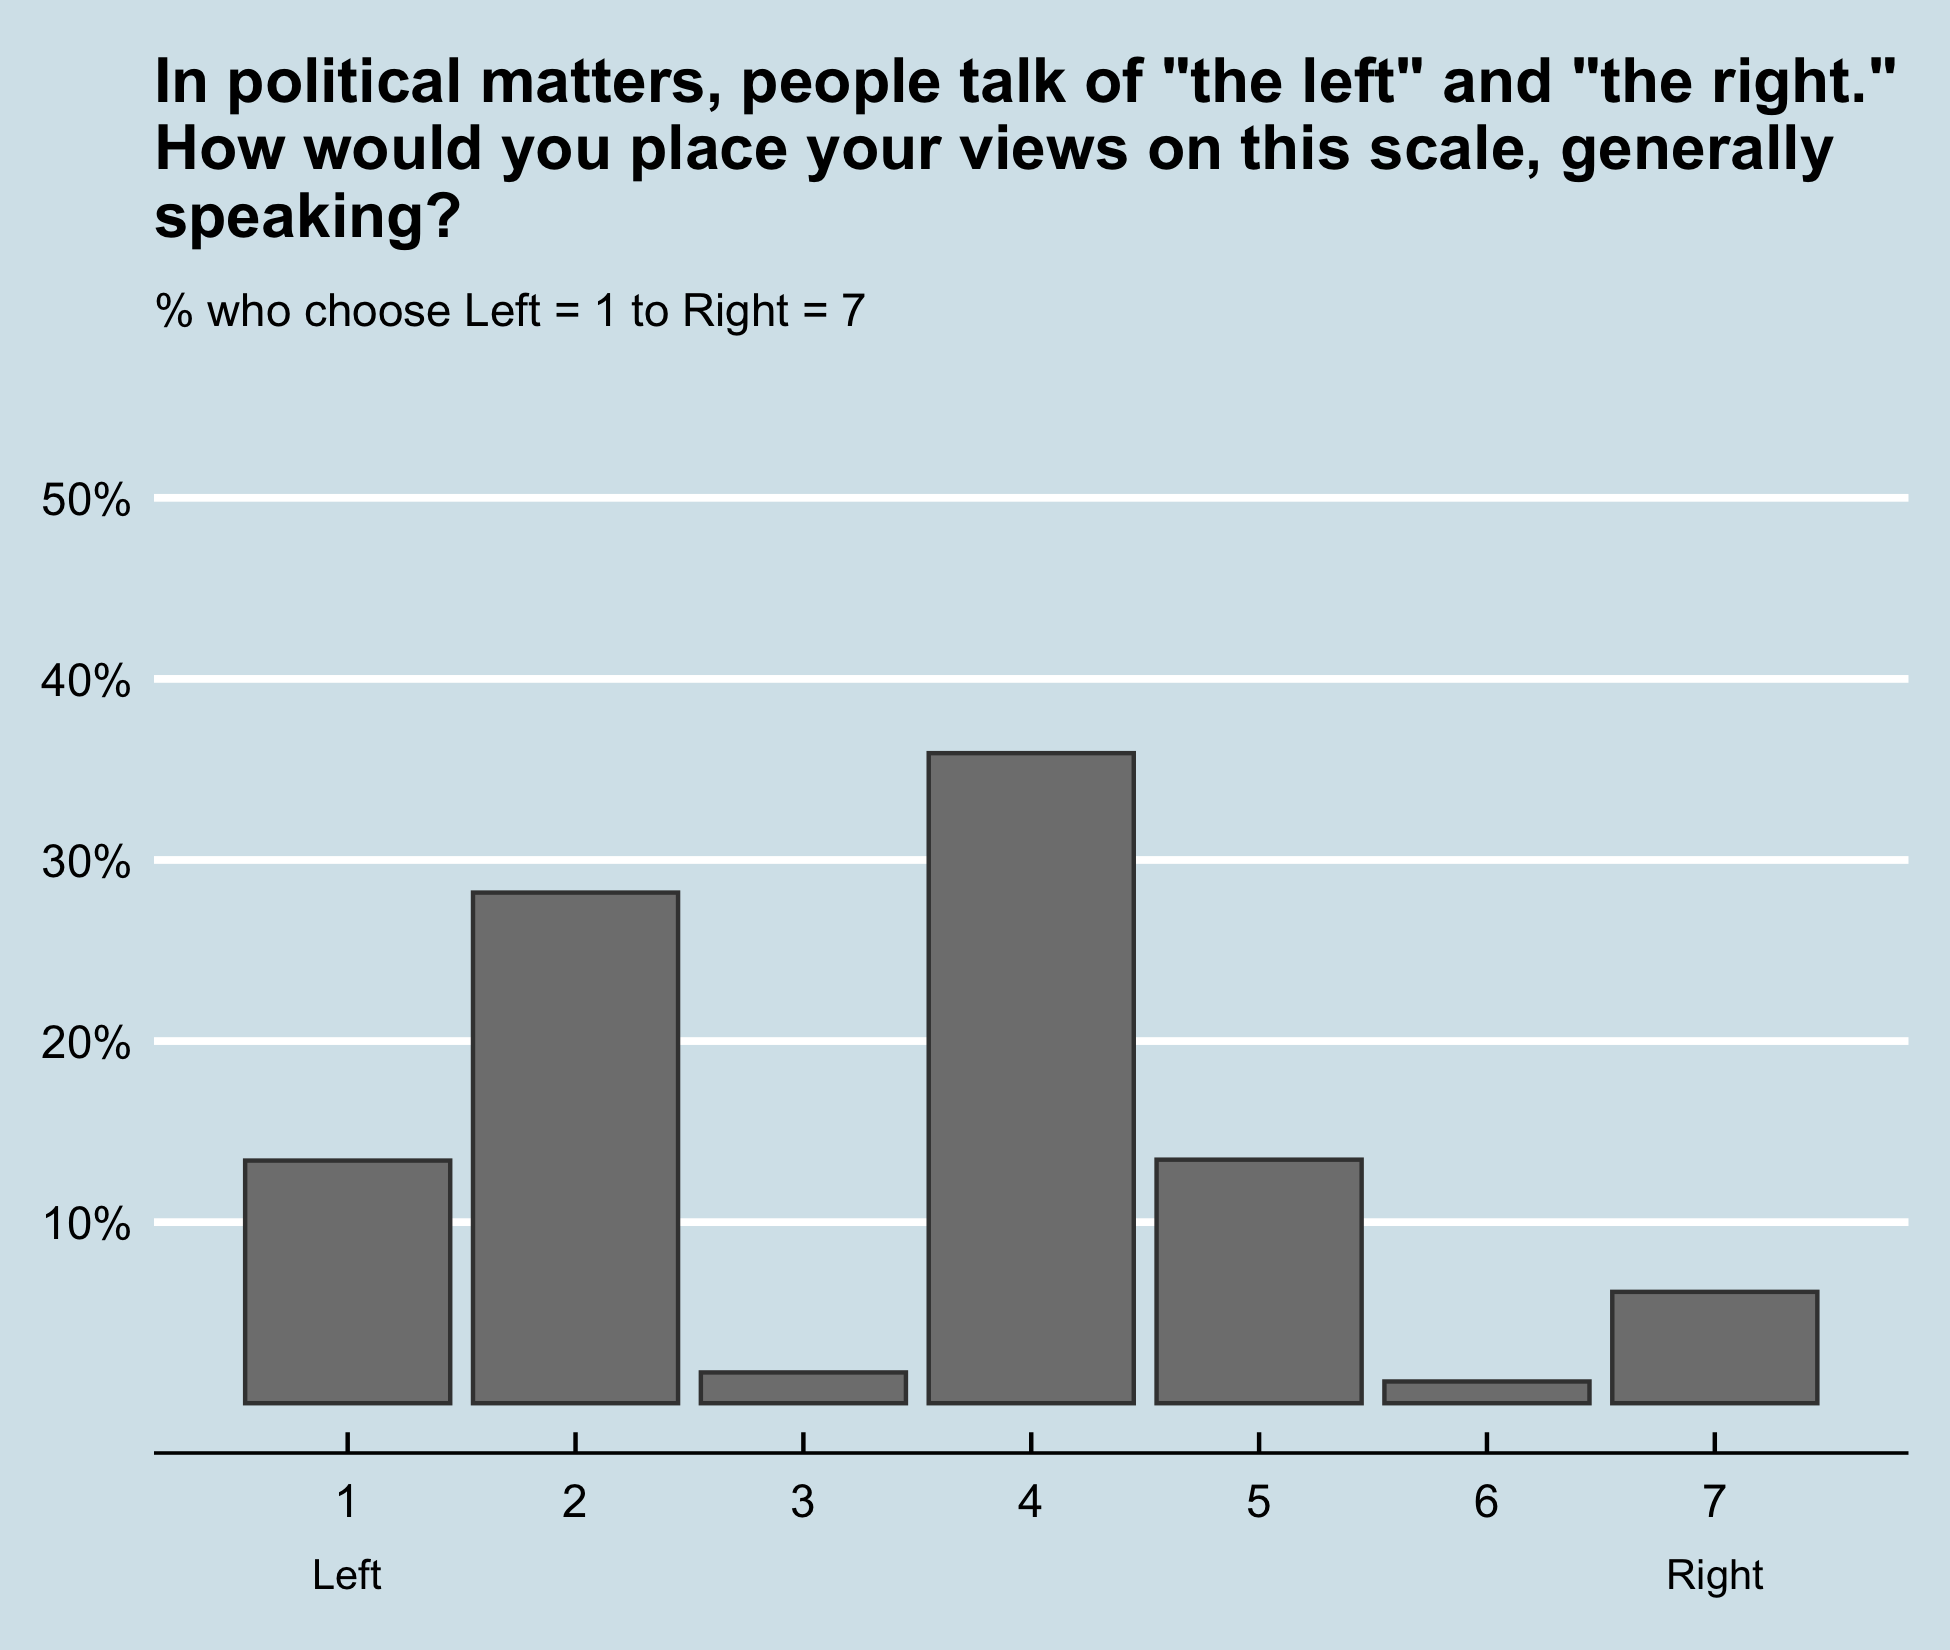 In political matters, people talk of "the left" and "the right."
How would you place your views on this scale, generally
speaking?
% who choose Left = 1 to Right = 7
50%
40%
30%
20%
10%
1 2 3 4 5 6 7
Left Right